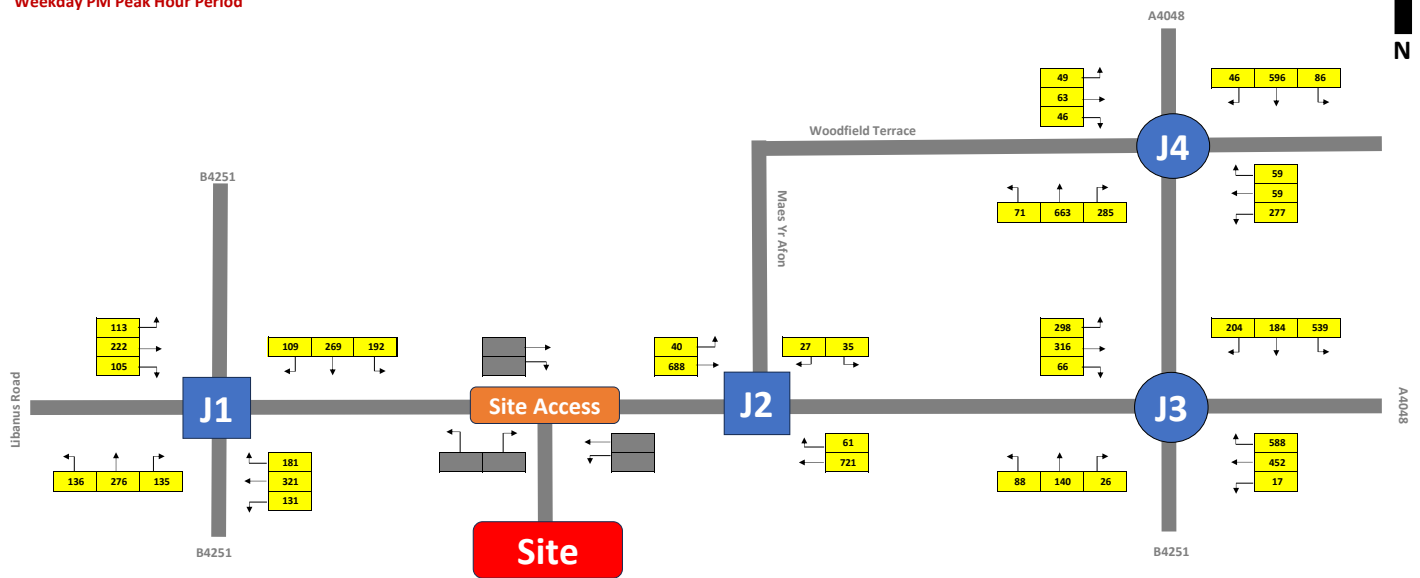 Weekday PM Peak Hour Period
A4048
N
49
63
46
46 596 86
Woodfield Terrace
J4
B4251
Maes Yr Afon
59
59
277
71 663 285
113
222
105
109 269 192
40
688
27 35
298
316
66
204 184 539
Libanus Road
J1
Site Access
J2
J3
A4048
136 276 135
181
321
131
61
721
88 140 26
588
452
17
B4251
Site
B4251